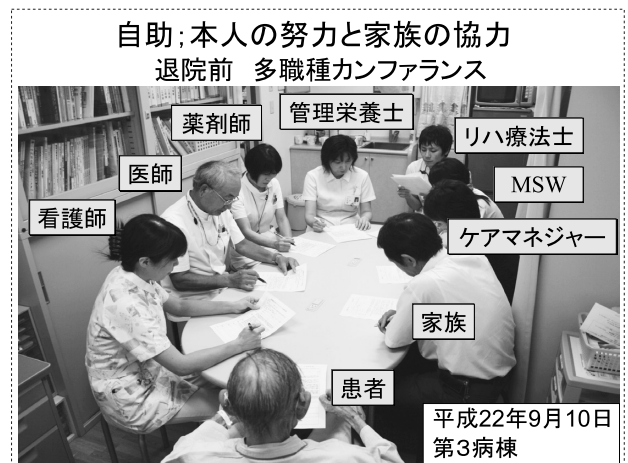 自助；本人の努力と家族の協力
退院前　多職種カンファランス
管理栄養士
薬剤師
リハ療法士
医師
MSW
看護師
ケアマネジャー
家族
患者
平成22年9月10日
第3病棟